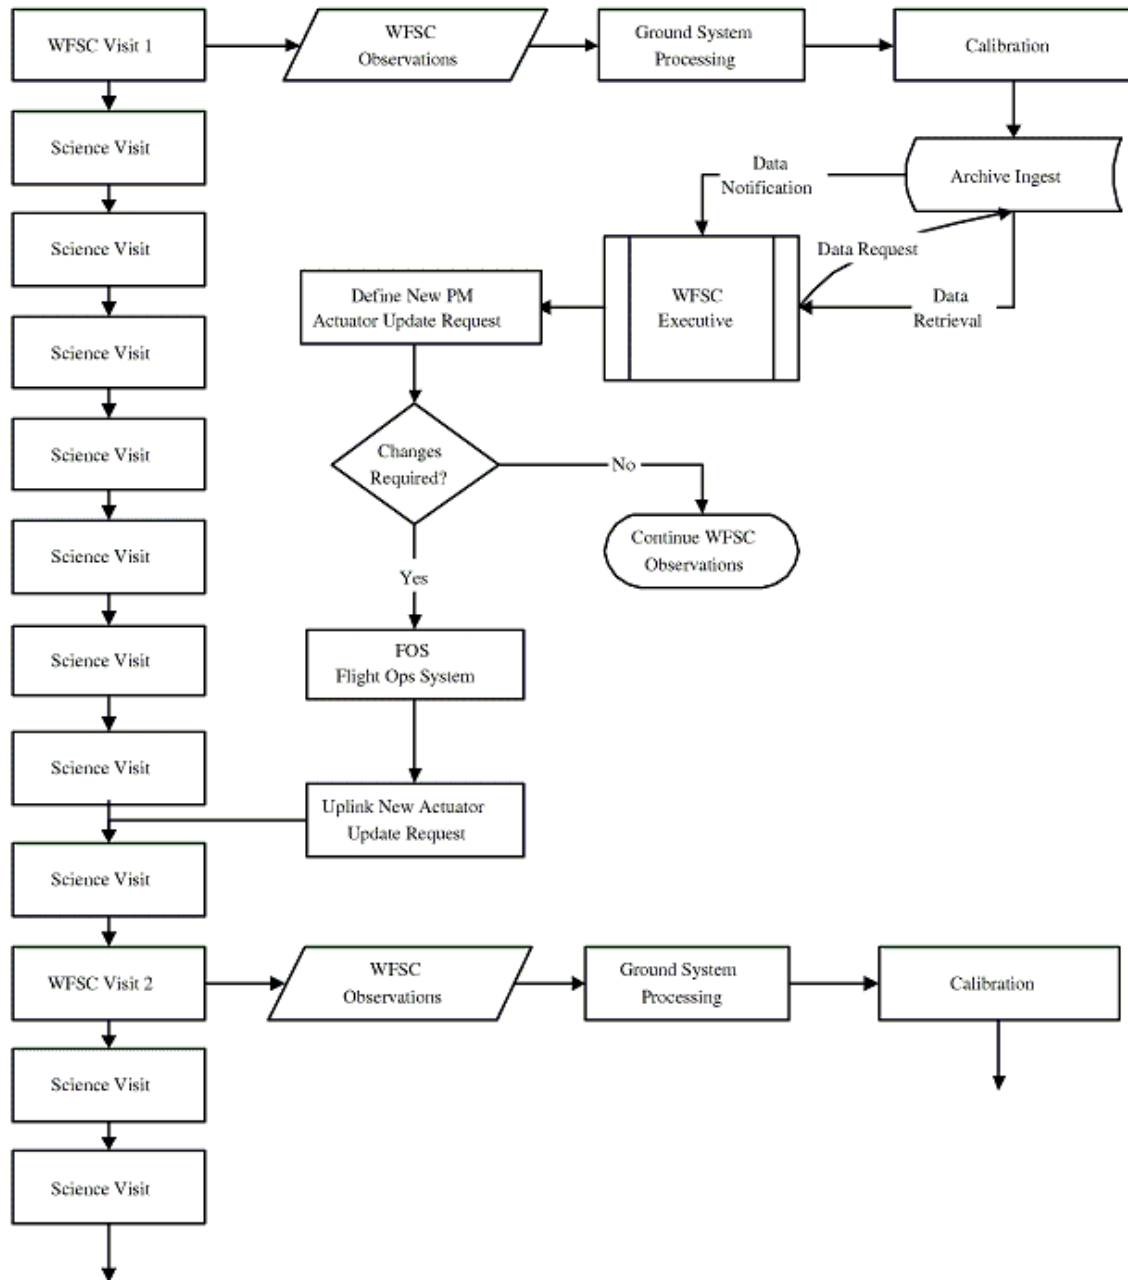 WFSC Visit 1
WFSC
Observations
Ground System
Processing
Calibration
Science Visit
Data
Notification
Archive Ingest
Science Visit
Data Request
Define New PM
Actuator Update Request
WFSC
Executive
Data
Retrieval
Science Visit
Changes
Required?
No
Science Visit
Continue WFSC
Observations
Science Visit
Yes
FOS
Flight Ops System
Science Visit
Science Visit
Uplink New Actuator
Update Request
Science Visit
WFSC Visit 2
WFSC
Observations
Ground System
Processing
Calibration
Science Visit
Science Visit